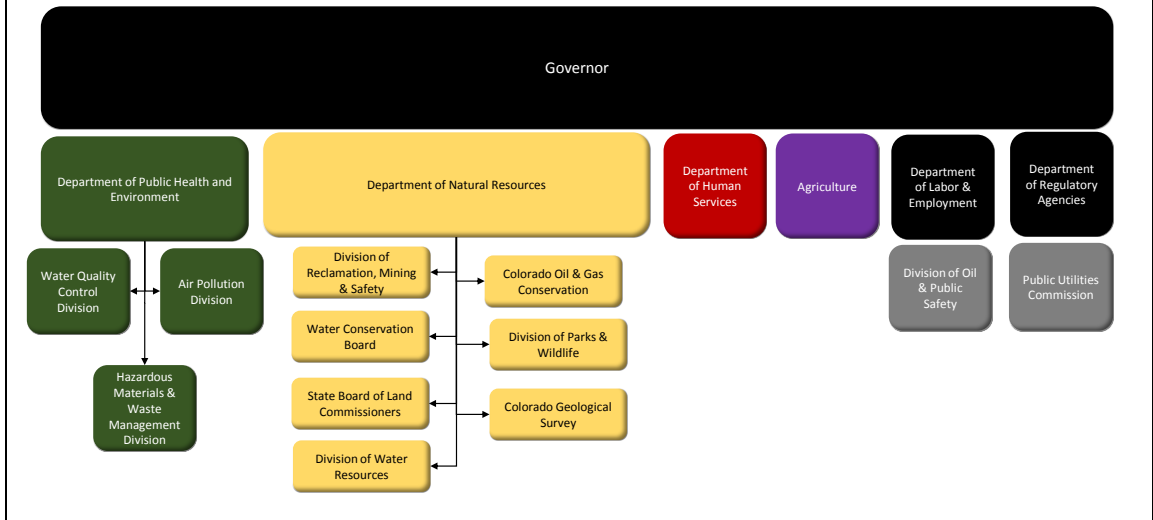 Governor
Department of Public Health and
Environment
Department of Natural Resources
Department
of Human
Services
Agriculture
Department
of Labor &
Employment
Department
of Regulatory
Agencies
Water Quality
Control
Division
Air Pollution
Division
Hazardous
Materials &
Waste
Management
Division
Division of
Reclamation, Mining
& Safety
Colorado Oil & Gas
Conservation
Water Conservation
Board
Division of Parks &
Wildlife
State Board of Land
Commissioners
Colorado Geological
Survey
Division of Water
Resources
Division of Oil
& Public
Safety
Public Utilities
Commission